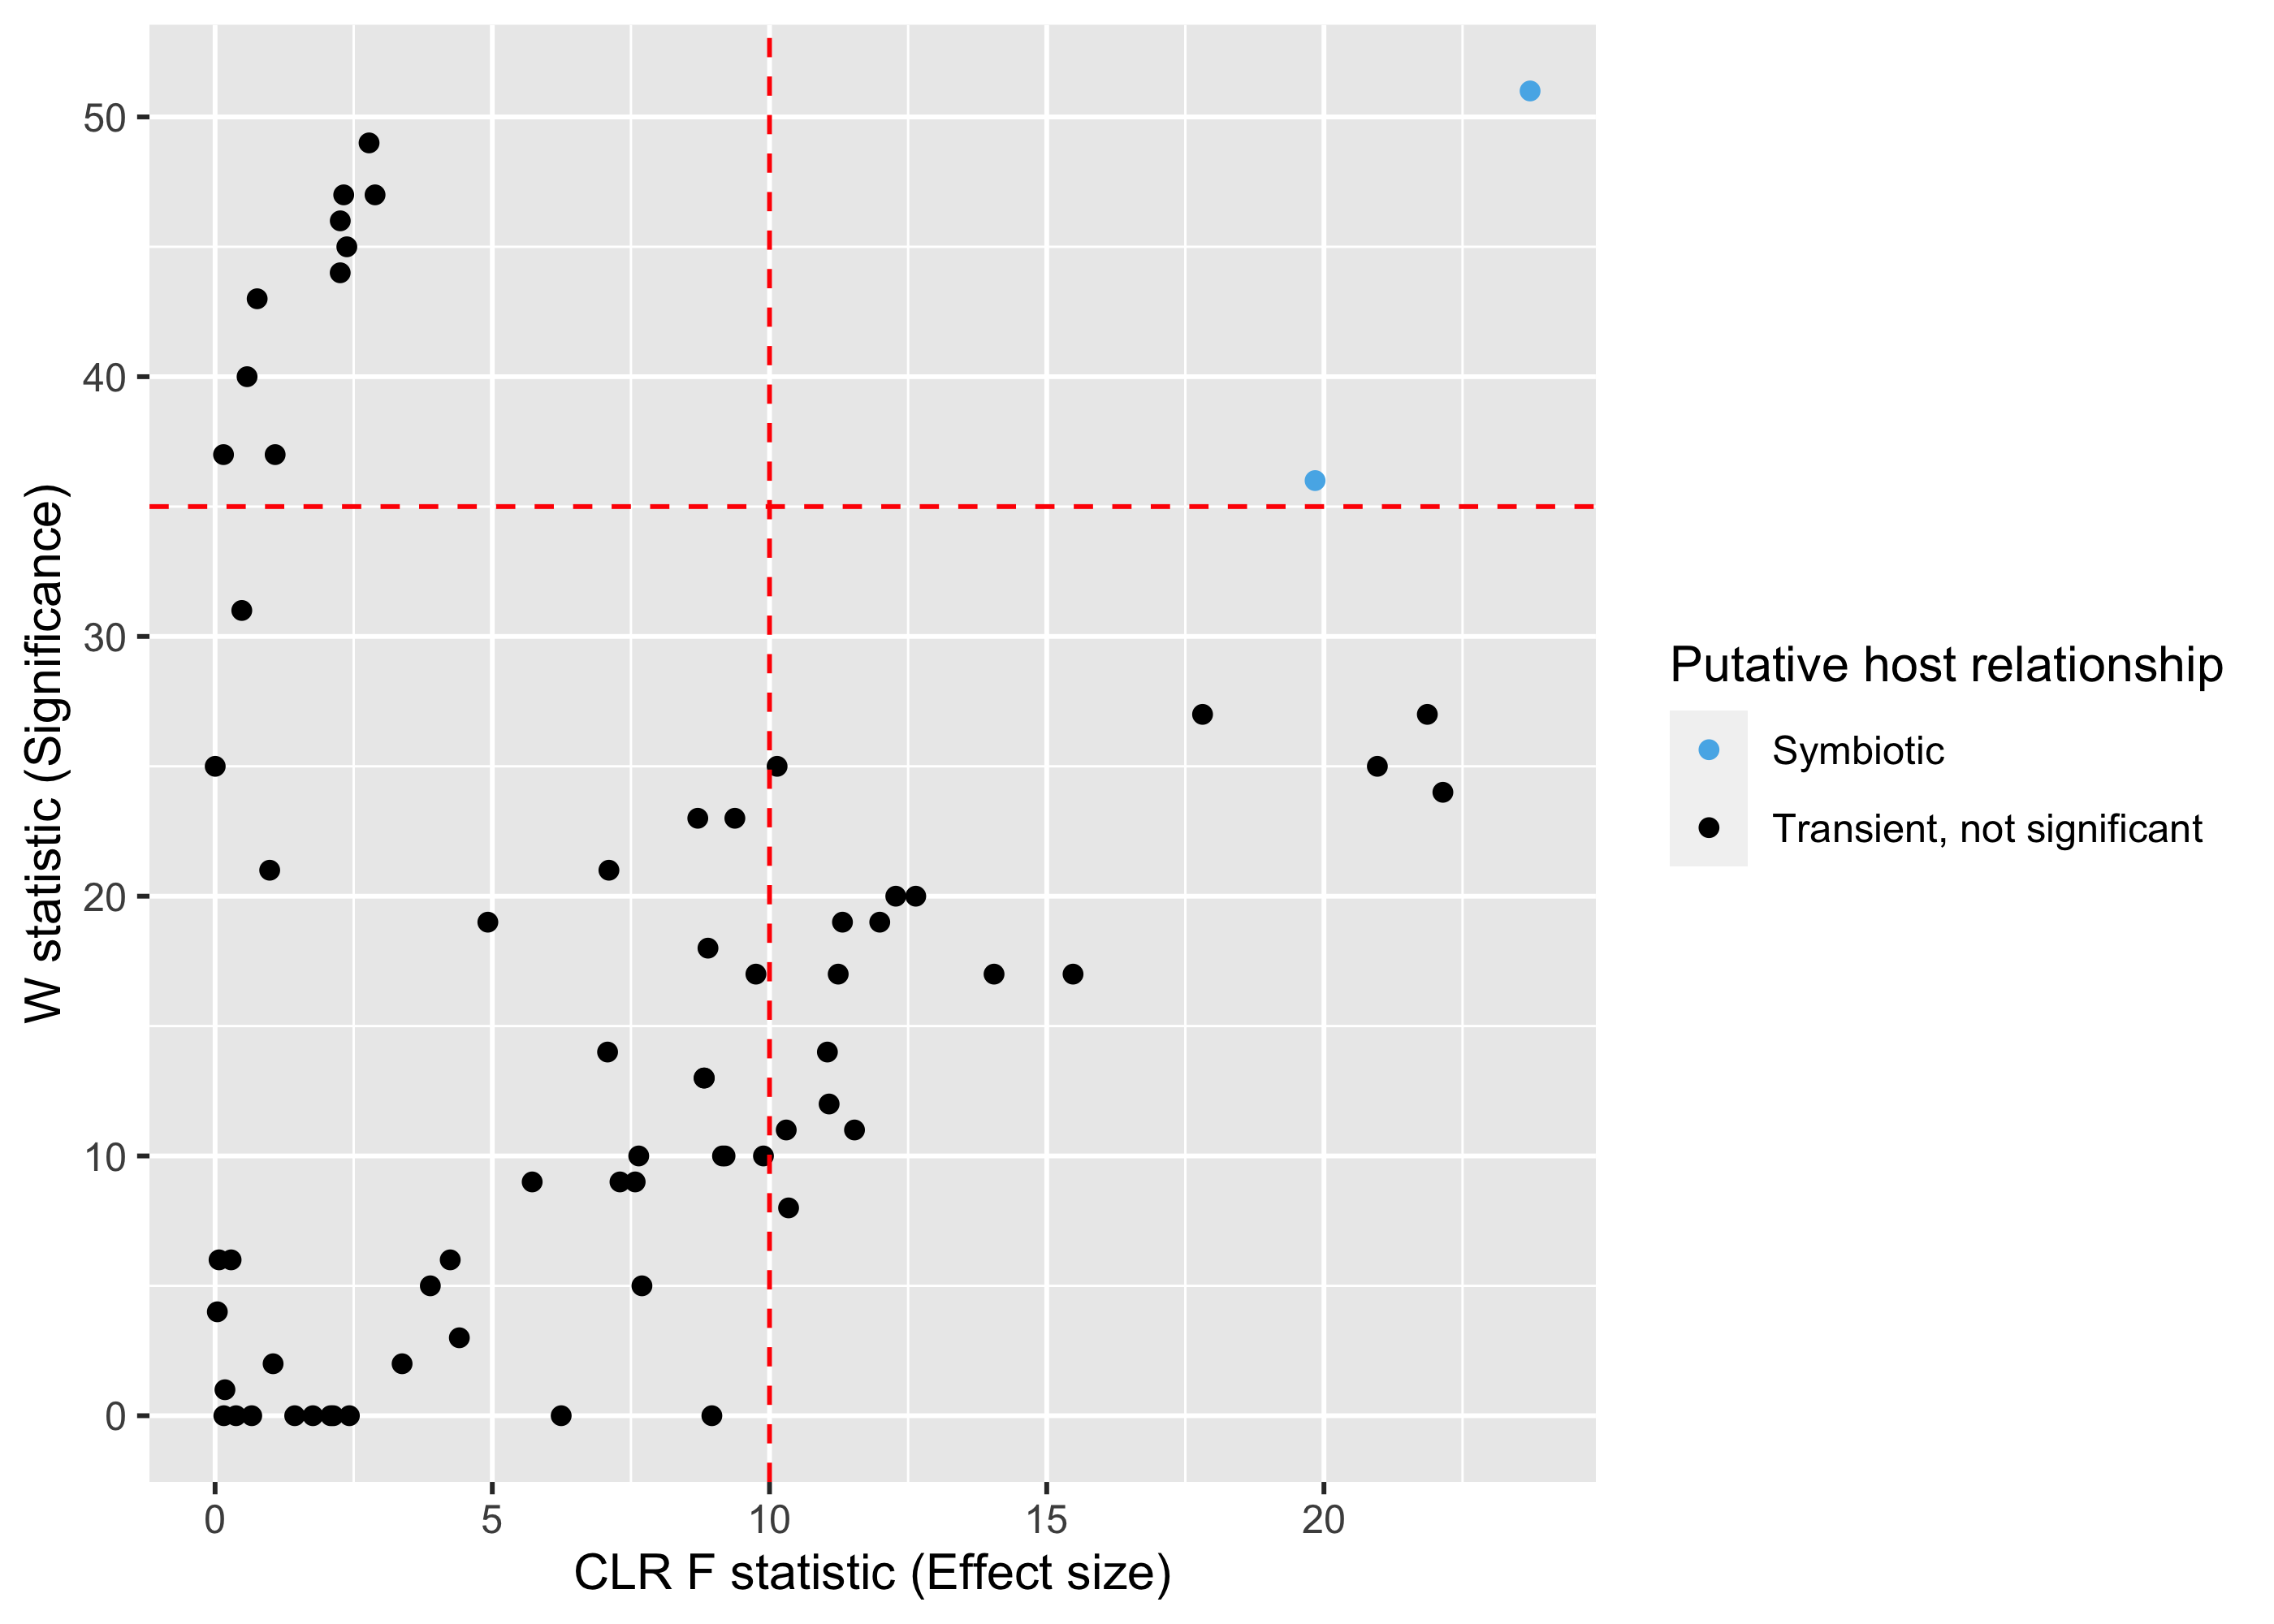 50
40
30
20
10
0
W statistic (Significance)
0 5 10 15 20
CLR F statistic (Effect size)
Putative host relationship
Symbiotic
Transient, not significant